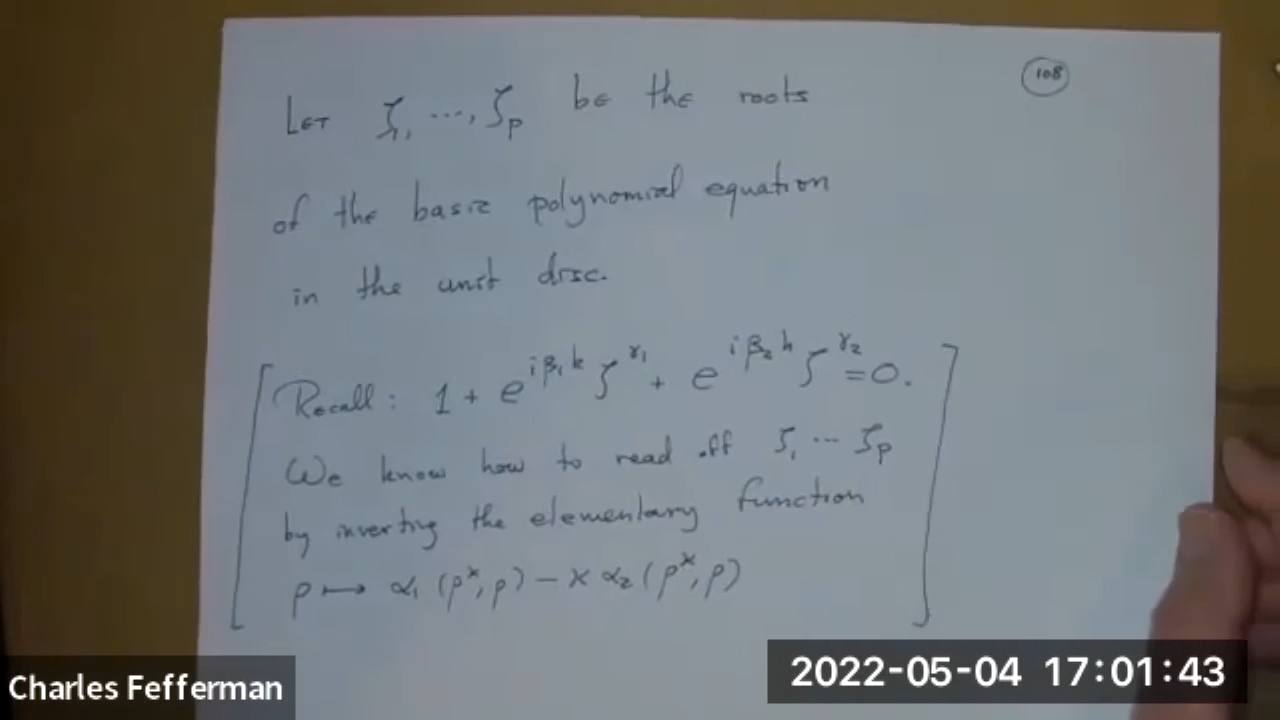 108
LET ζ₁, ..., ζp be the roots
of the basic polynomial equation
in the unit disc.
Recall: 1 + e^{iβ₁k} ζ^{γ₁} + e^{iβ₂k} ζ^{γ₂} = 0.
We know how to read off ζ₁ ... ζp
by inverting the elementary function
p ↦ α₁(p*, p) − x α₂(p*, p)
Charles Fefferman
2022-05-04 17:01:43